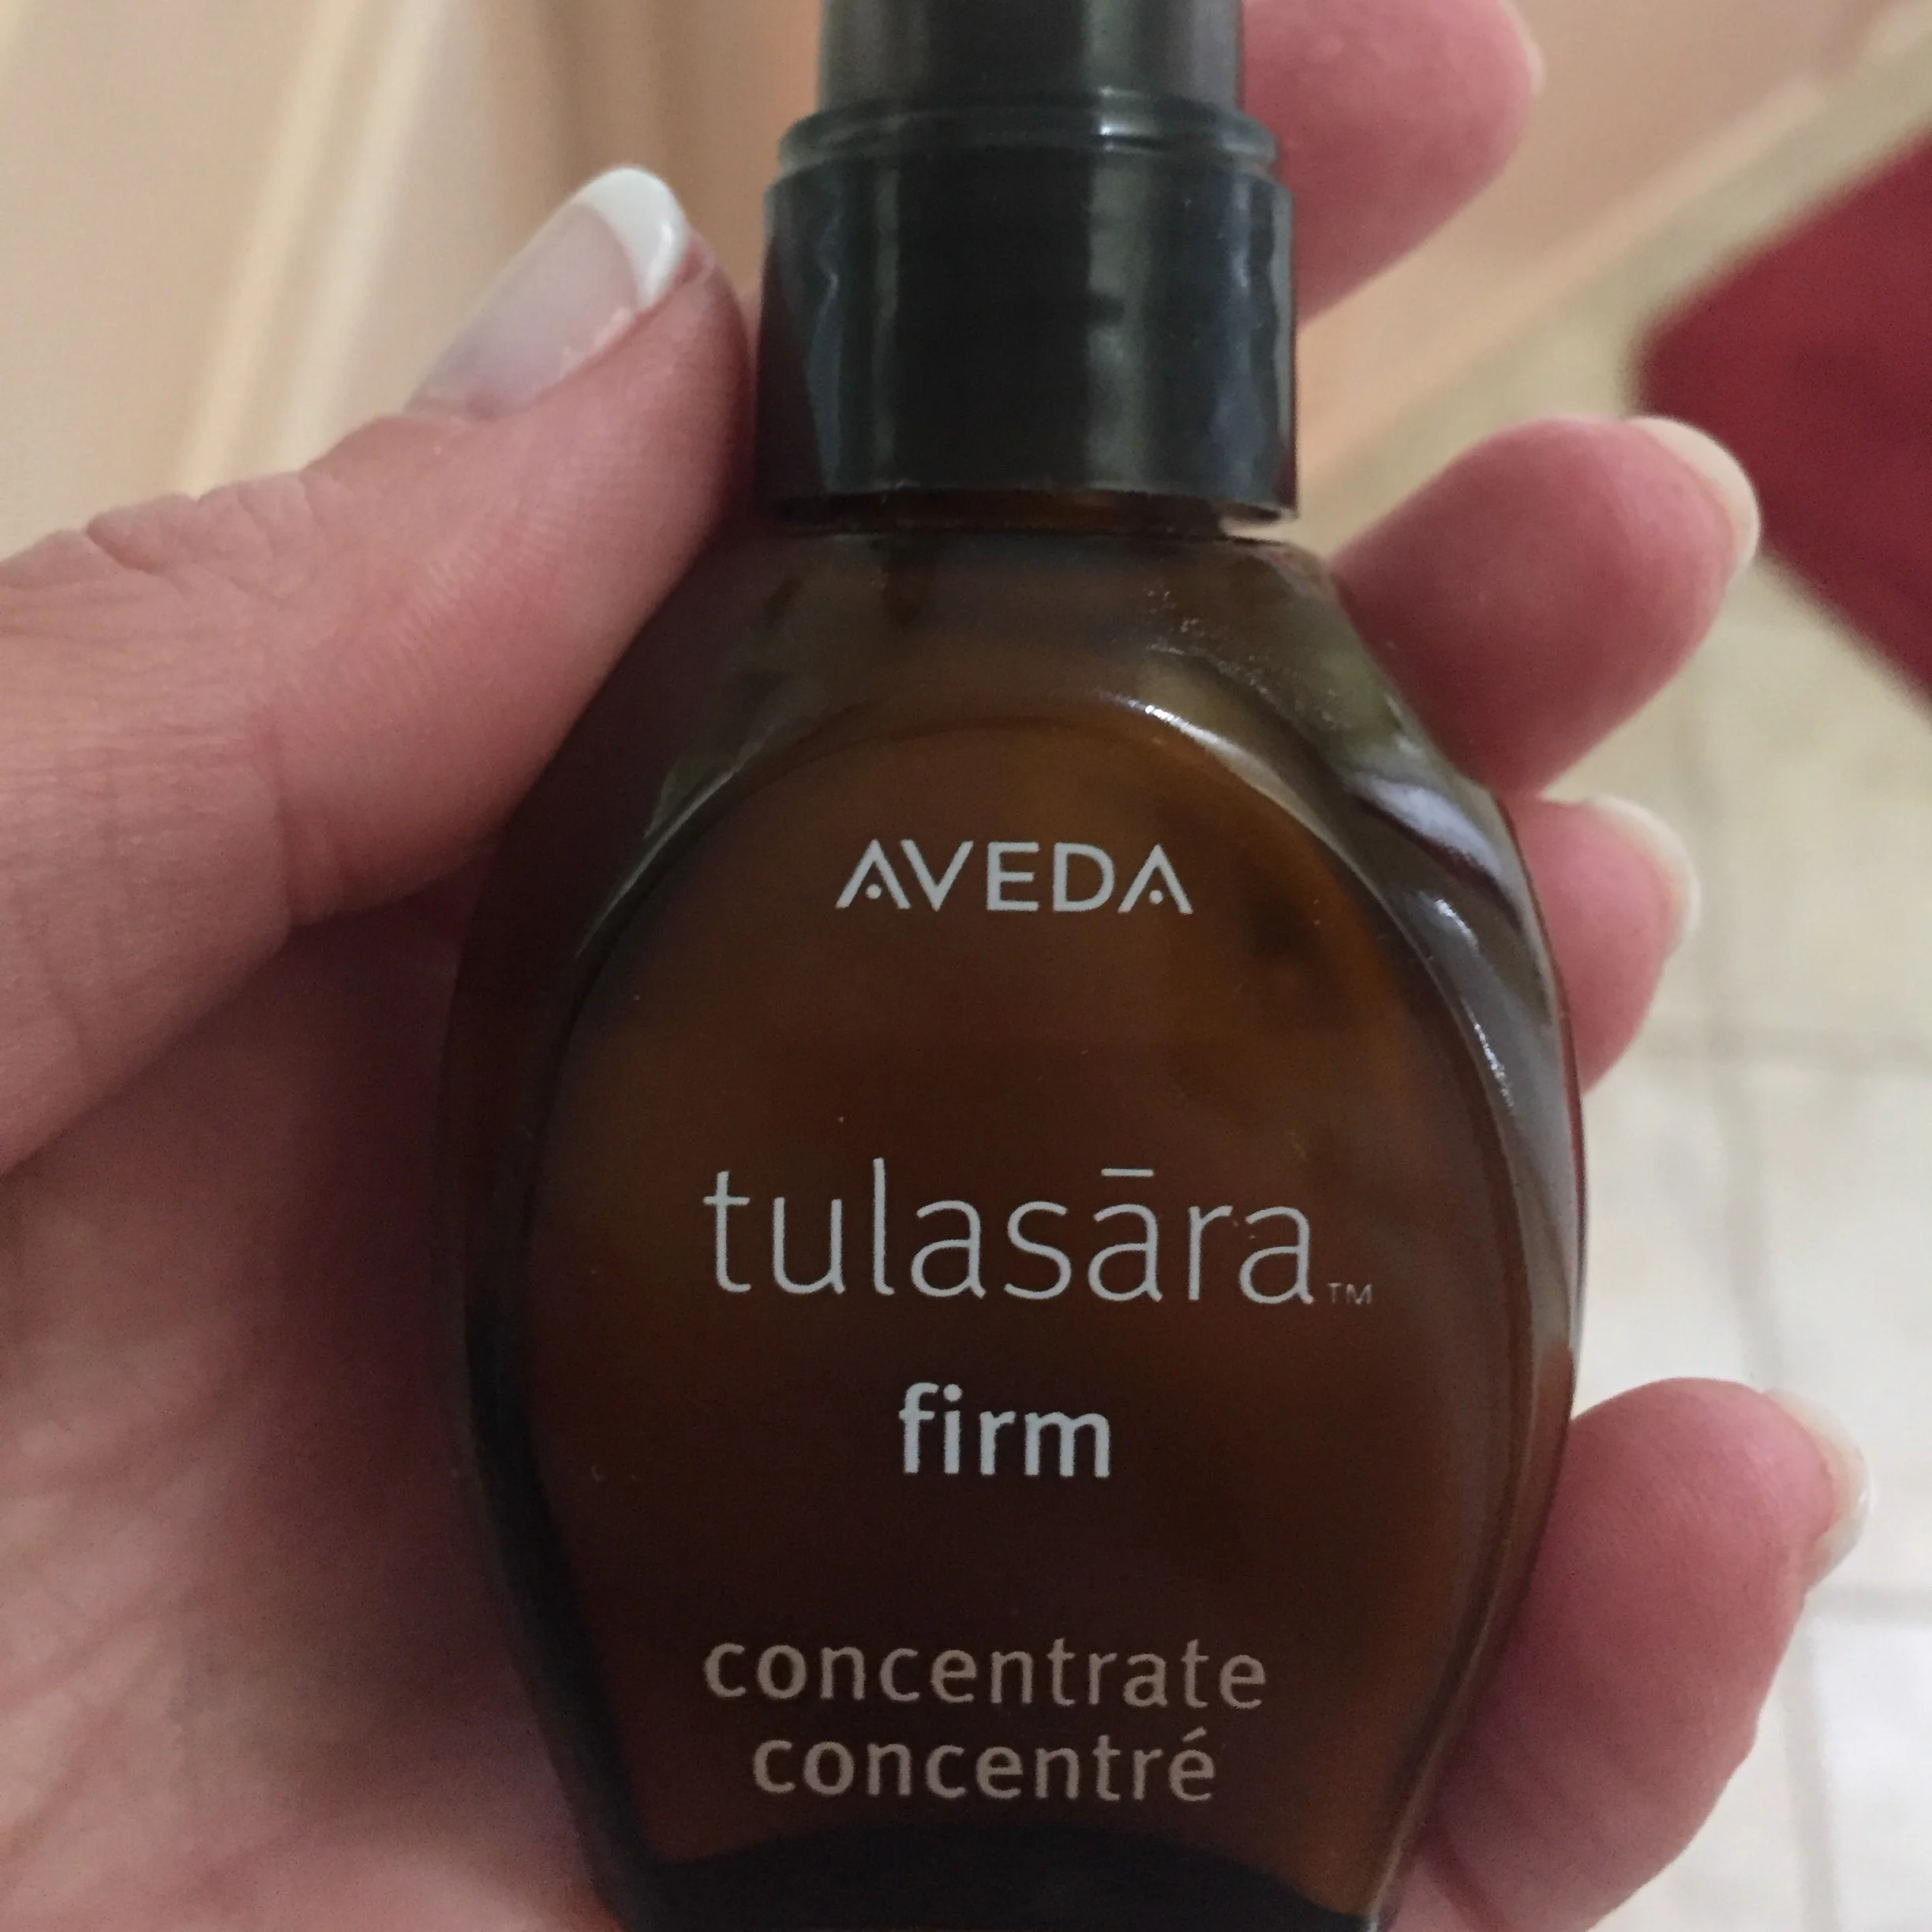 AVEDA
tulasāra™
firm
concentrate
concentré